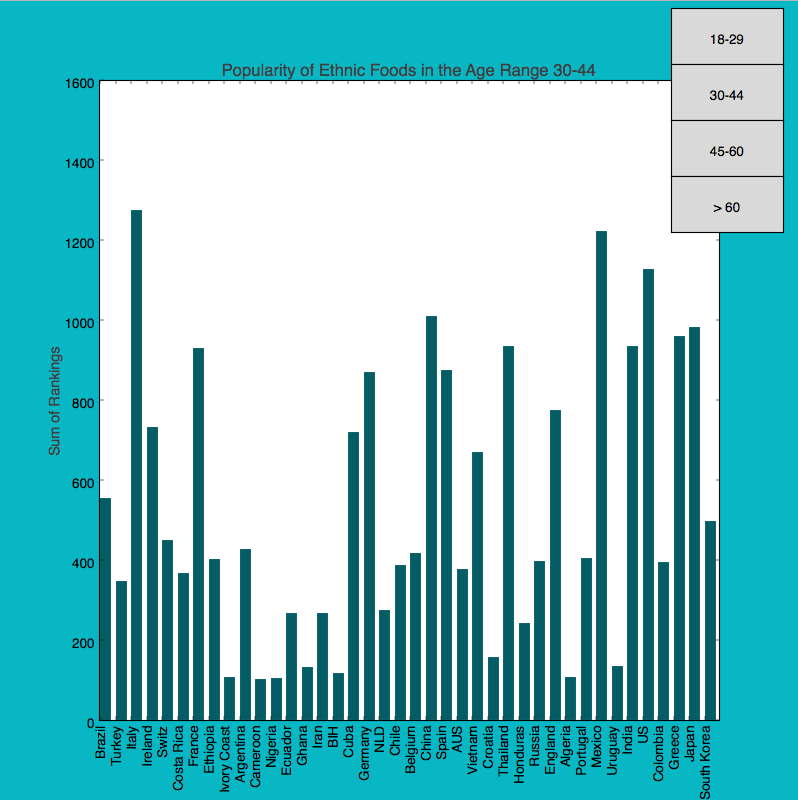 18-29
30-44
45-60
> 60
Popularity of Ethnic Foods in the Age Range 30-44
Sum of Rankings
1600
1400
1200
1000
800
600
400
200
0
Brazil
Turkey
Italy
Ireland
Switz
Costa Rica
France
Ethiopia
Ivory Coast
Argentina
Cameroon
Nigeria
Ecuador
Ghana
Iran
BIH
Cuba
Germany
NLD
Chile
Belgium
China
Spain
AUS
Vietnam
Croatia
Thailand
Honduras
Russia
England
Algeria
Portugal
Mexico
Uruguay
India
US
Colombia
Greece
Japan
South Korea